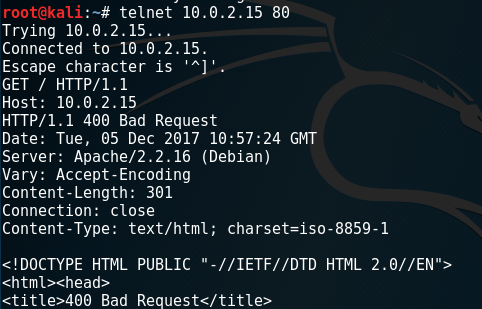 root@kali:~# telnet 10.0.2.15 80
Trying 10.0.2.15...
Connected to 10.0.2.15.
Escape character is '^]'.
GET / HTTP/1.1
Host: 10.0.2.15
HTTP/1.1 400 Bad Request
Date: Tue, 05 Dec 2017 10:57:24 GMT
Server: Apache/2.2.16 (Debian)
Vary: Accept-Encoding
Content-Length: 301
Connection: close
Content-Type: text/html; charset=iso-8859-1

<!DOCTYPE HTML PUBLIC "-//IETF//DTD HTML 2.0//EN">
<html><head>
<title>400 Bad Request</title>